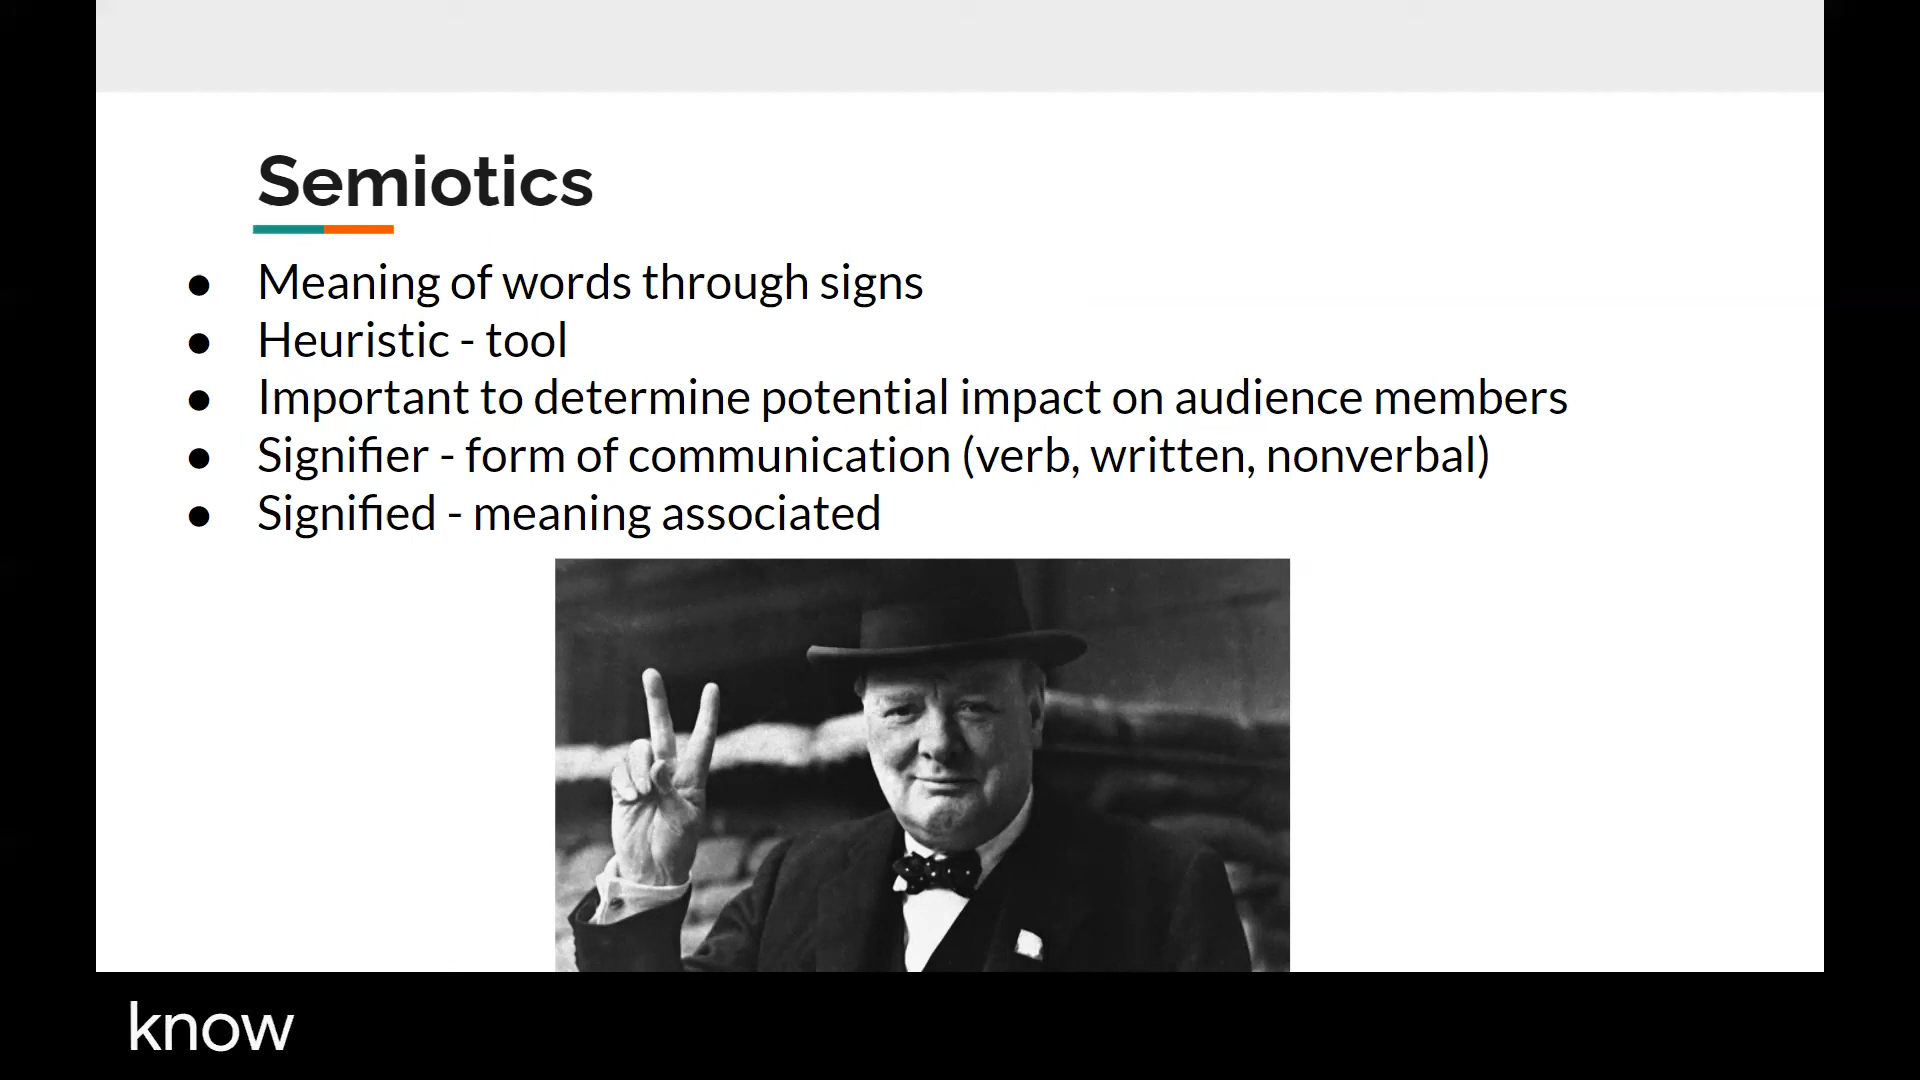 Semiotics
● Meaning of words through signs
● Heuristic - tool
● Important to determine potential impact on audience members
● Signifier - form of communication (verb, written, nonverbal)
● Signified - meaning associated
know